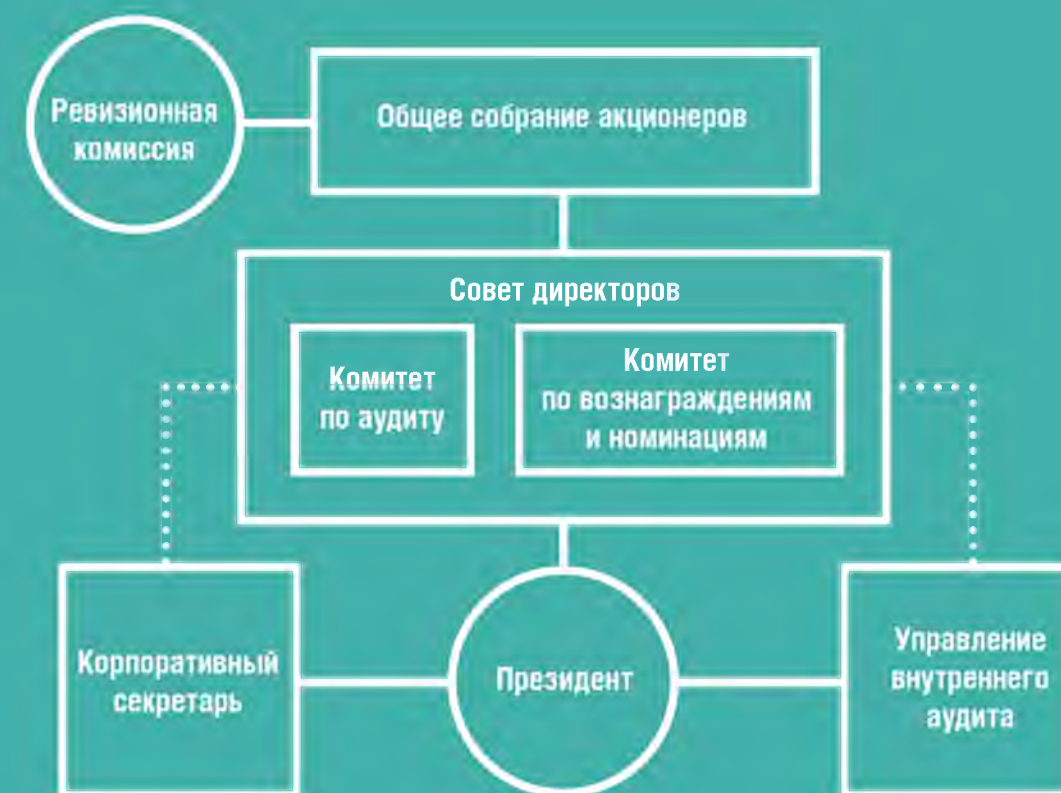 Ревизионная
комиссия
Общее собрание акционеров
Совет директоров
Комитет
по аудиту
Комитет
по вознаграждениям
и номинациям
Корпоративный
секретарь
Президент
Управление
внутреннего
аудита